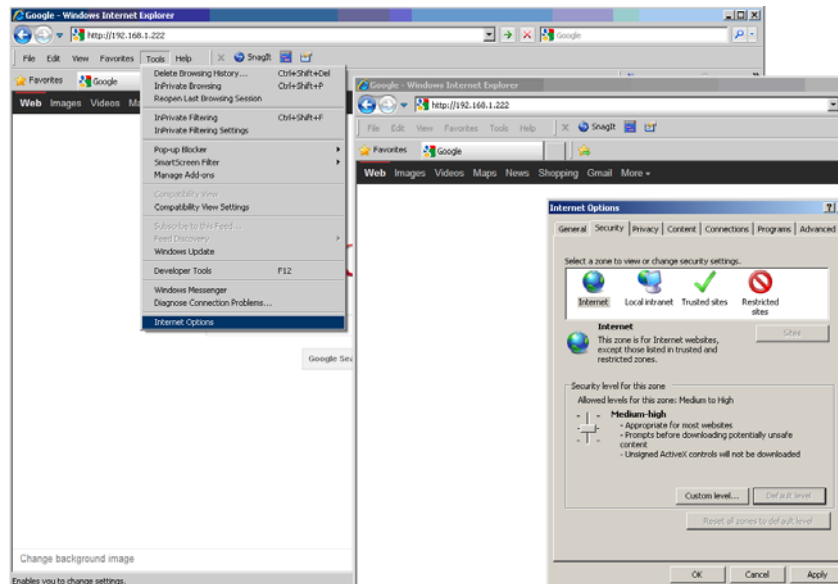 Google - Windows Internet Explorer
http://192.168.1.222
Google
File Edit View Favorites Tools Help
SnagIt
Favorites
Google
Web Images Videos
Delete Browsing History... Ctrl+Shift+Del
InPrivate Browsing Ctrl+Shift+P
Reopen Last Browsing Session
InPrivate Filtering Ctrl+Shift+F
InPrivate Filtering Settings
Pop-up Blocker
SmartScreen Filter
Manage Add-ons
Compatibility View
Compatibility View Settings
Subscribe to this Feed...
Feed Discovery
Windows Update
Developer Tools F12
Windows Messenger
Diagnose Connection Problems...
Internet Options
Google
Change background image
Enables you to change settings.
Google - Windows Internet Explorer
http://192.168.1.222
File Edit View Favorites Tools Help
SnagIt
Favorites
Google
Web Images Videos Maps News Shopping Gmail More
Internet Options
General Security Privacy Content Connections Programs Advanced
Select a zone to view or change security settings.
Internet Local intranet Trusted sites Restricted sites
Internet
This zone is for Internet websites,
except those listed in trusted and
restricted zones.
Sites
Security level for this zone
Allowed levels for this zone: Medium to High
Medium-high
- Appropriate for most websites
- Prompts before downloading potentially unsafe
content
- Unsigned ActiveX controls will not be downloaded
Custom level... Default level
Reset all zones to default level
OK Cancel Apply